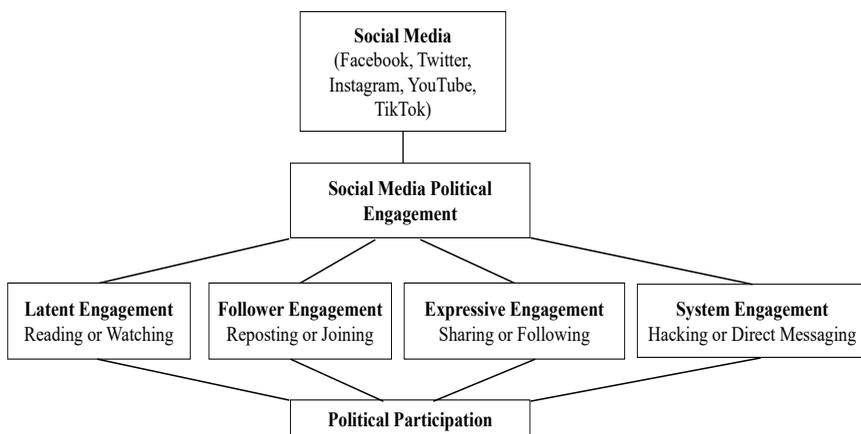 Social Media
(Facebook, Twitter,
Instagram, YouTube,
TikTok)
Social Media Political
Engagement
Latent Engagement
Reading or Watching
Follower Engagement
Reposting or Joining
Expressive Engagement
Sharing or Following
System Engagement
Hacking or Direct Messaging
Political Participation